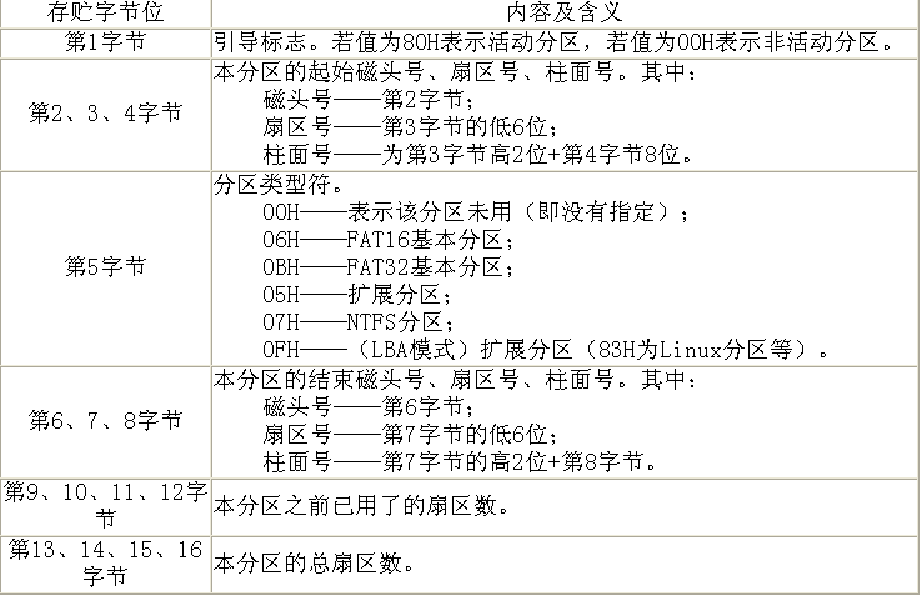 存贮字节位
内容及含义
第1字节
引导标志。若值为80H表示活动分区，若值为00H表示非活动分区。
第2、3、4字节
本分区的起始磁头号、扇区号、柱面号。其中：
磁头号——第2字节；
扇区号——第3字节的低6位；
柱面号——为第3字节高2位+第4字节8位。
第5字节
分区类型符。
00H——表示该分区未用（即没有指定）；
06H——FAT16基本分区；
0BH——FAT32基本分区；
05H——扩展分区；
07H——NTFS分区；
0FH——（LBA模式）扩展分区（83H为Linux分区等）。
第6、7、8字节
本分区的结束磁头号、扇区号、柱面号。其中：
磁头号——第6字节；
扇区号——第7字节的低6位；
柱面号——第7字节的高2位+第8字节。
第9、10、11、12字
节
本分区之前已用了的扇区数。
第13、14、15、16
字节
本分区的总扇区数。